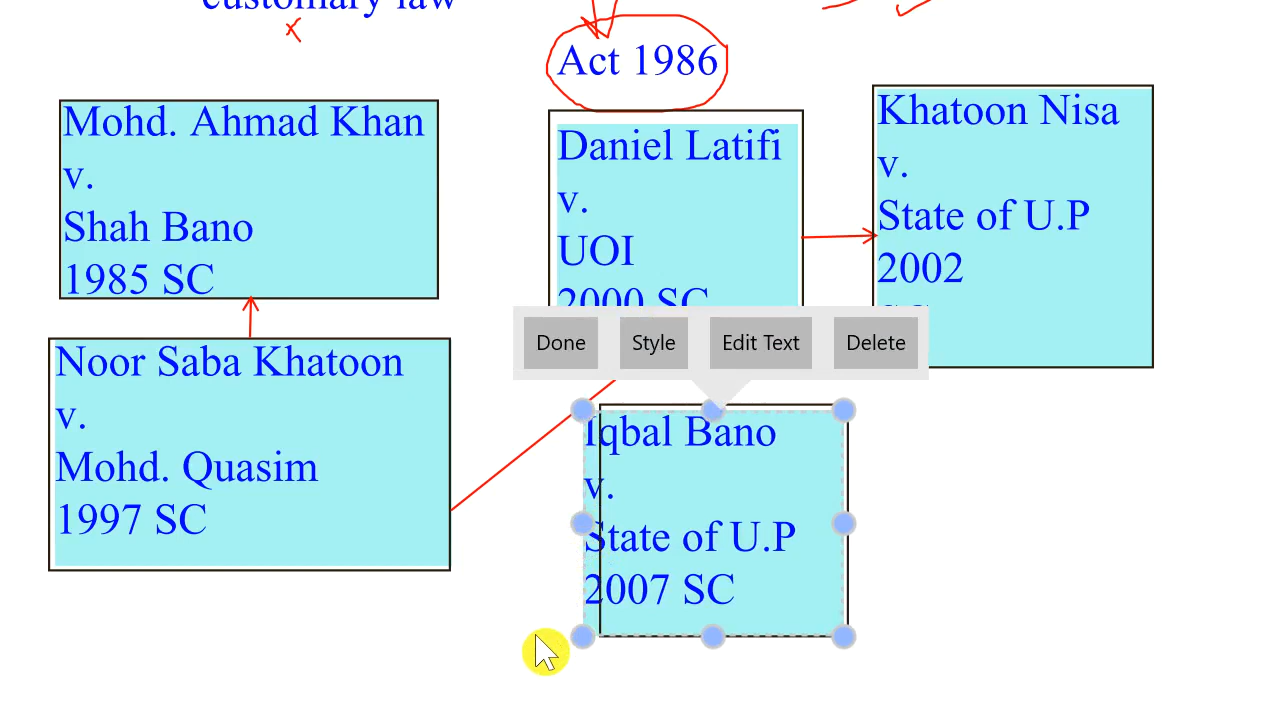 customary law
Act 1986
Mohd. Ahmad Khan
v.
Shah Bano
1985 SC
Daniel Latifi
v.
UOI
2000 SC
Khatoon Nisa
v.
State of U.P
2002
Done
Style
Edit Text
Delete
Noor Saba Khatoon
v.
Mohd. Quasim
1997 SC
Iqbal Bano
v.
State of U.P
2007 SC